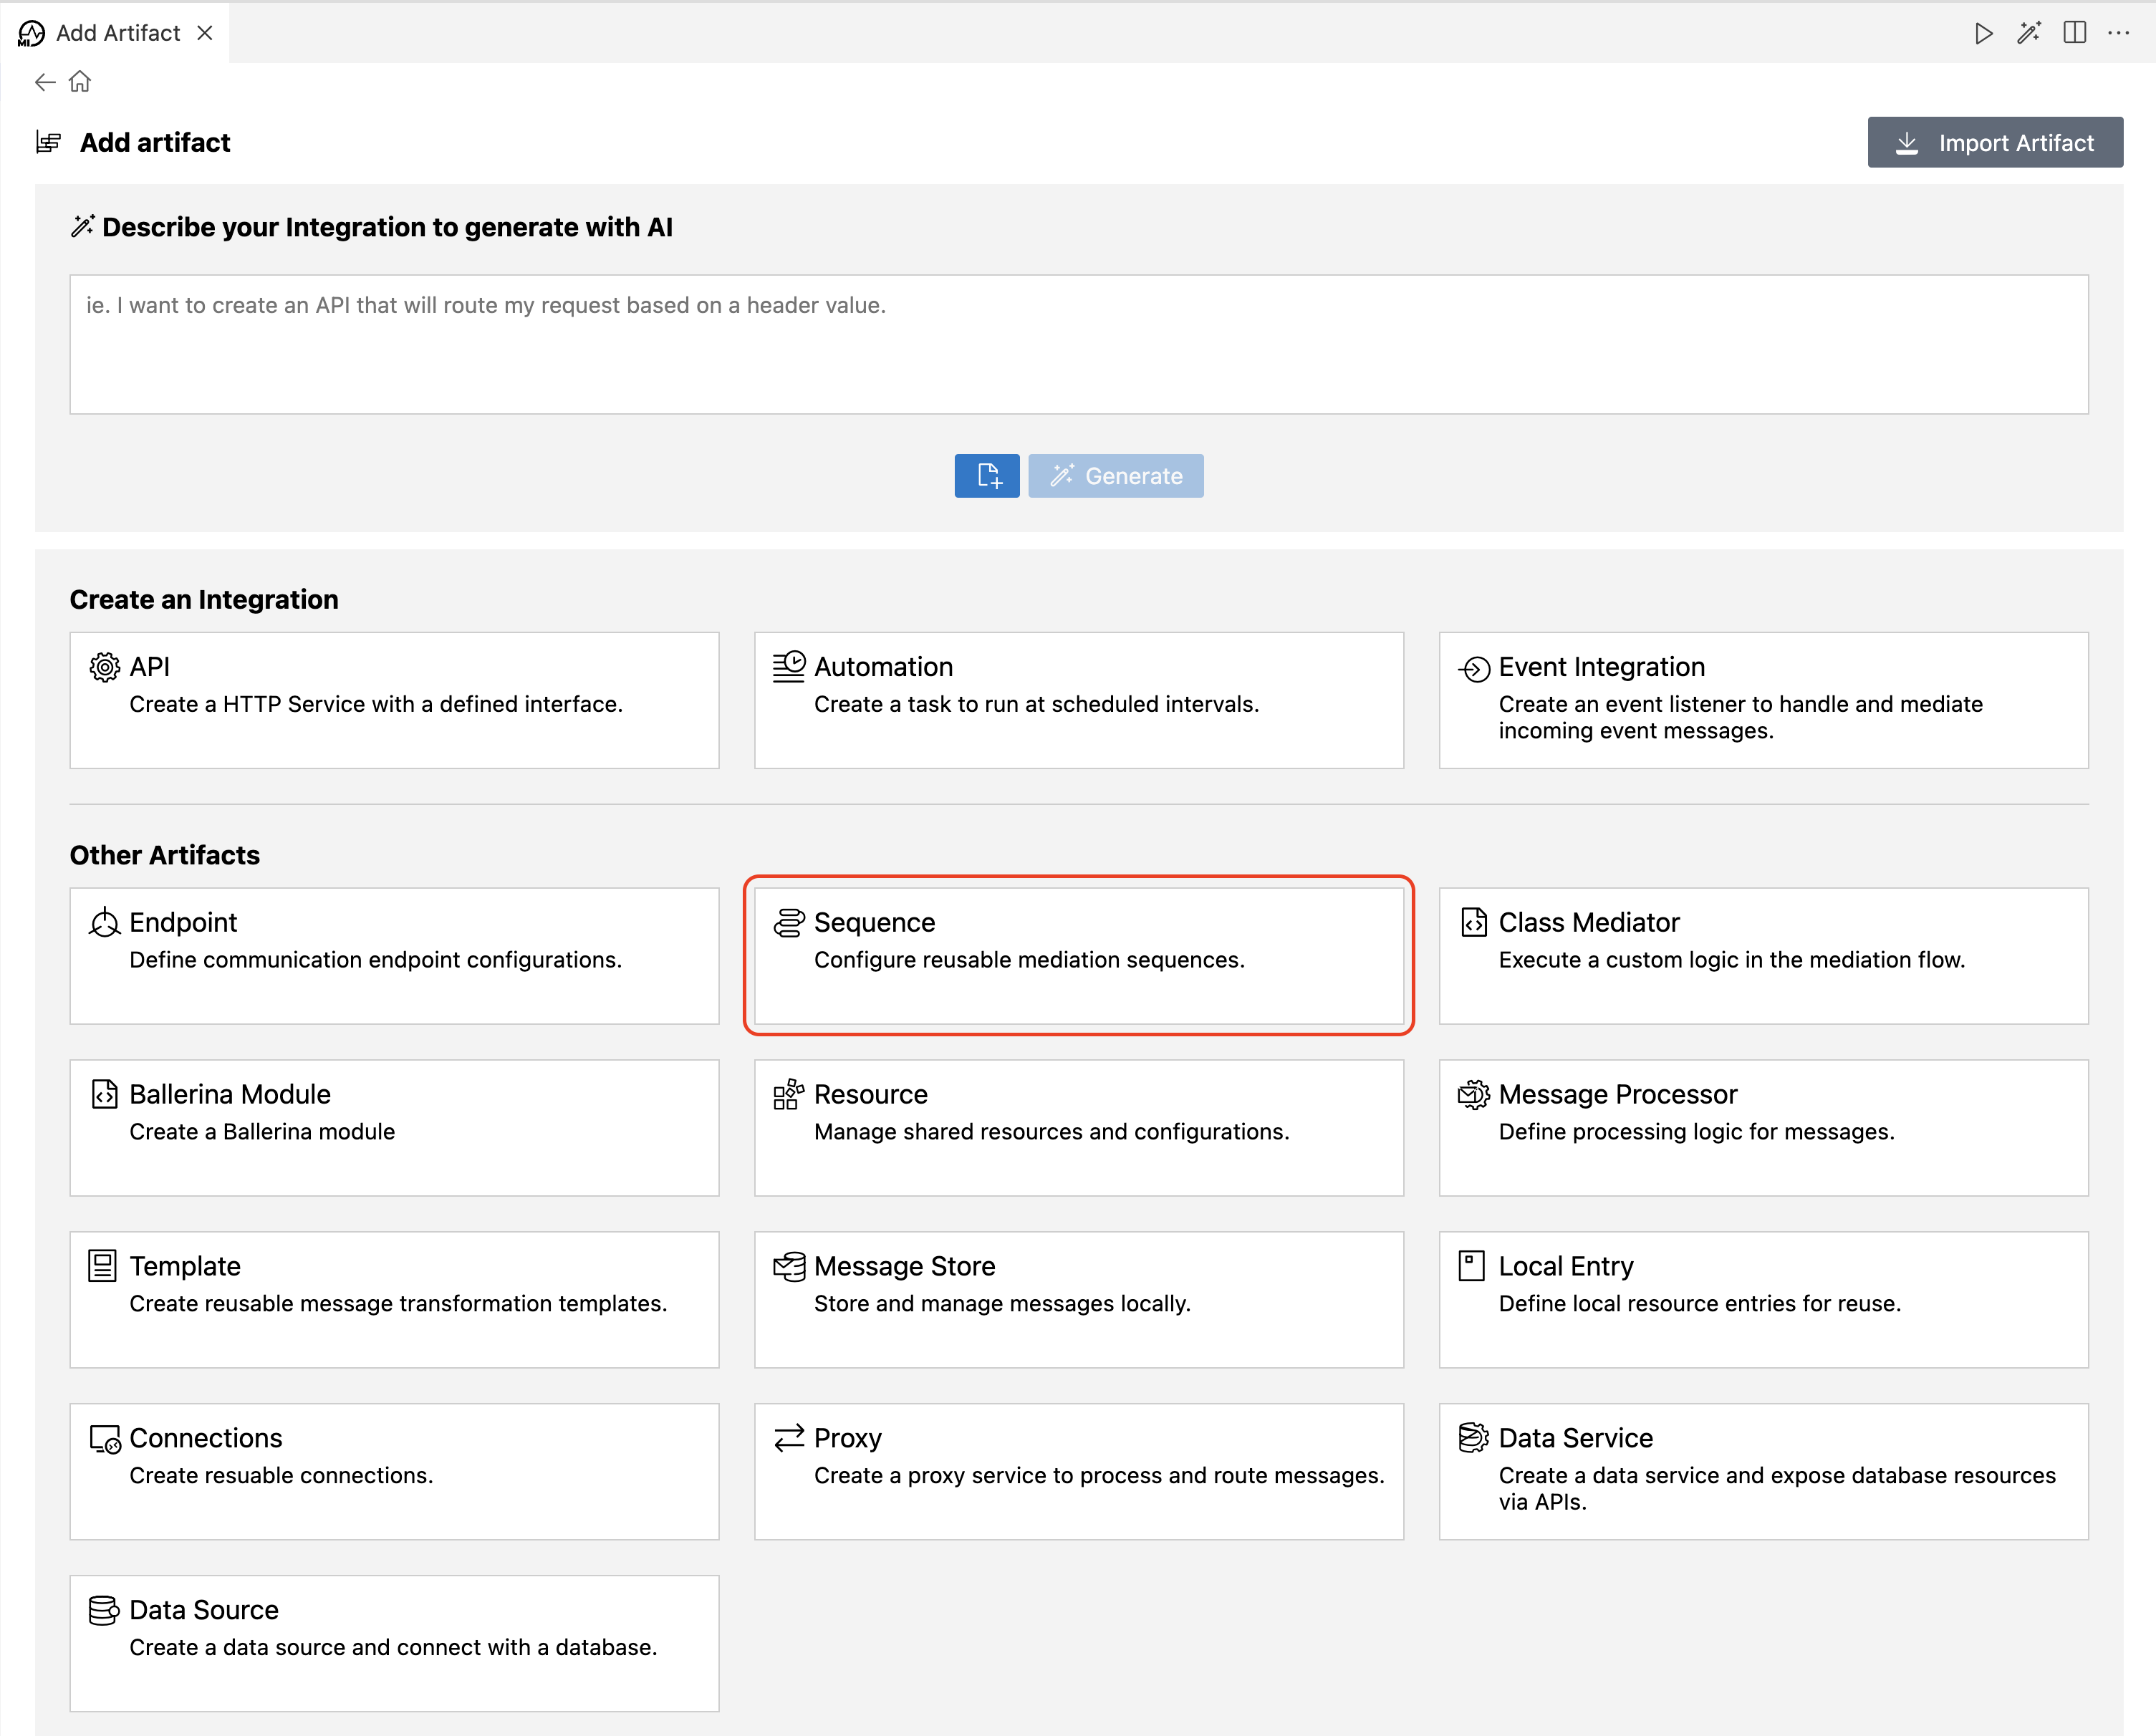 MI Add Artifact
Add artifact
Import Artifact
Describe your Integration to generate with AI
ie. I want to create an API that will route my request based on a header value.
Generate
Create an Integration
API
Create a HTTP Service with a defined interface.
Automation
Create a task to run at scheduled intervals.
Event Integration
Create an event listener to handle and mediate
incoming event messages.
Other Artifacts
Endpoint
Define communication endpoint configurations.
Sequence
Configure reusable mediation sequences.
Class Mediator
Execute a custom logic in the mediation flow.
Ballerina Module
Create a Ballerina module
Resource
Manage shared resources and configurations.
Message Processor
Define processing logic for messages.
Template
Create reusable message transformation templates.
Message Store
Store and manage messages locally.
Local Entry
Define local resource entries for reuse.
Connections
Create resuable connections.
Proxy
Create a proxy service to process and route messages.
Data Service
Create a data service and expose database resources
via APIs.
Data Source
Create a data source and connect with a database.